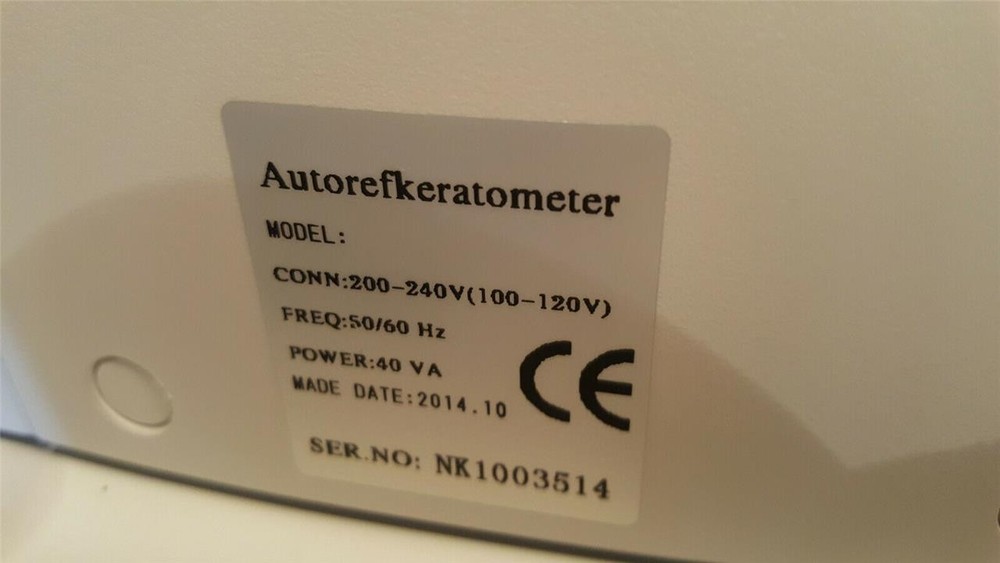 Autorefkeratometer
MODEL:
CONN:200-240V(100-120V)
FREQ:50/60 Hz
POWER:40 VA
MADE DATE:2014.10
CE
SER.NO: NK1003514